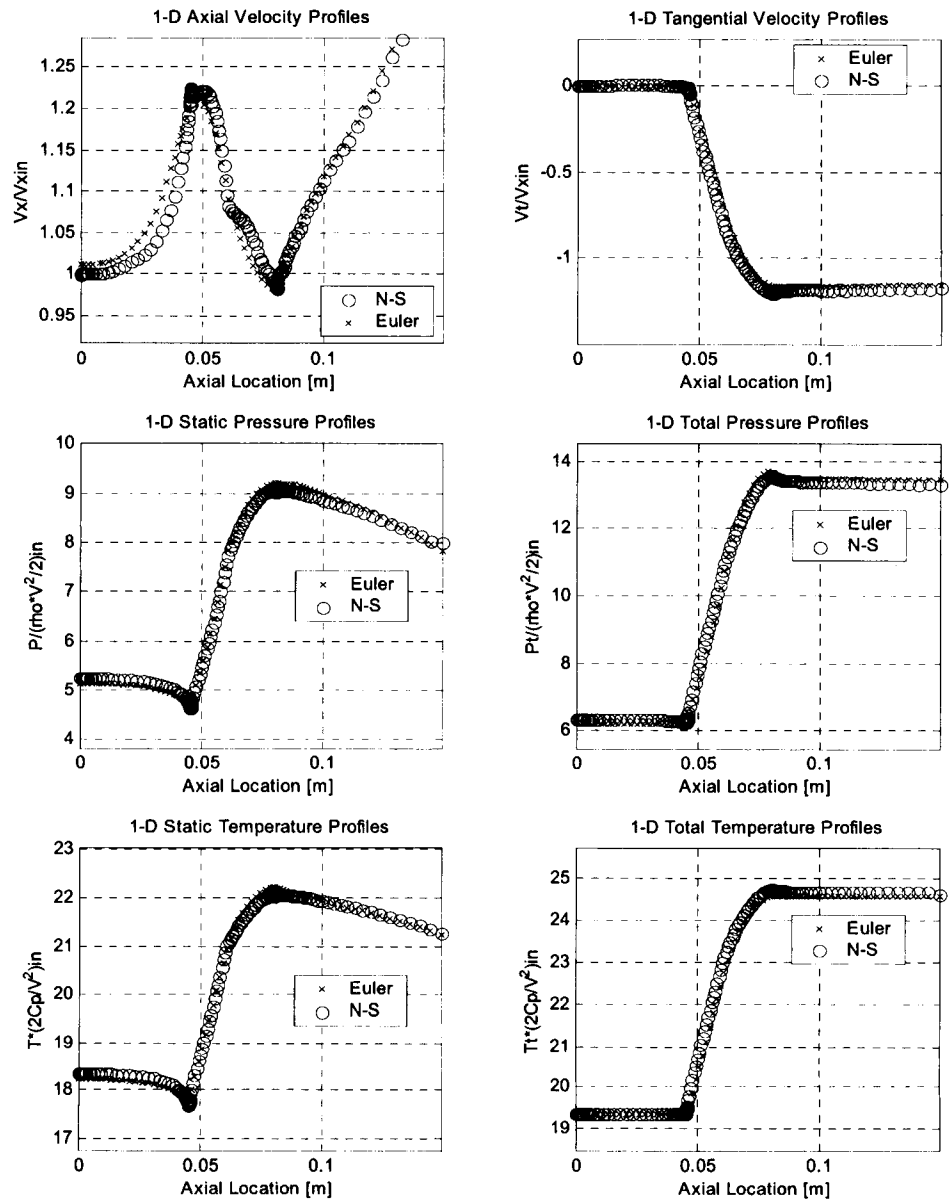 1-D Axial Velocity Profiles
Vx/Vxin
1.25
1.2
1.15
1.1
1.05
1
0.95
N-S
Euler
0
0.05
0.1
Axial Location [m]
1-D Tangential Velocity Profiles
Vt/Vxin
0
-0.5
-1
Euler
N-S
0
0.05
0.1
Axial Location [m]
1-D Static Pressure Profiles
P/(rho*V^2/2)in
10
9
8
7
6
5
4
Euler
N-S
0
0.05
0.1
Axial Location [m]
1-D Total Pressure Profiles
Pt/(rho*V^2/2)in
14
12
10
8
6
Euler
N-S
0
0.05
0.1
Axial Location [m]
1-D Static Temperature Profiles
T*(2Cp/V^2)in
23
22
21
20
19
18
17
Euler
N-S
0
0.05
0.1
Axial Location [m]
1-D Total Temperature Profiles
Tt*(2Cp/V^2)in
25
24
23
22
21
20
19
Euler
N-S
0
0.05
0.1
Axial Location [m]